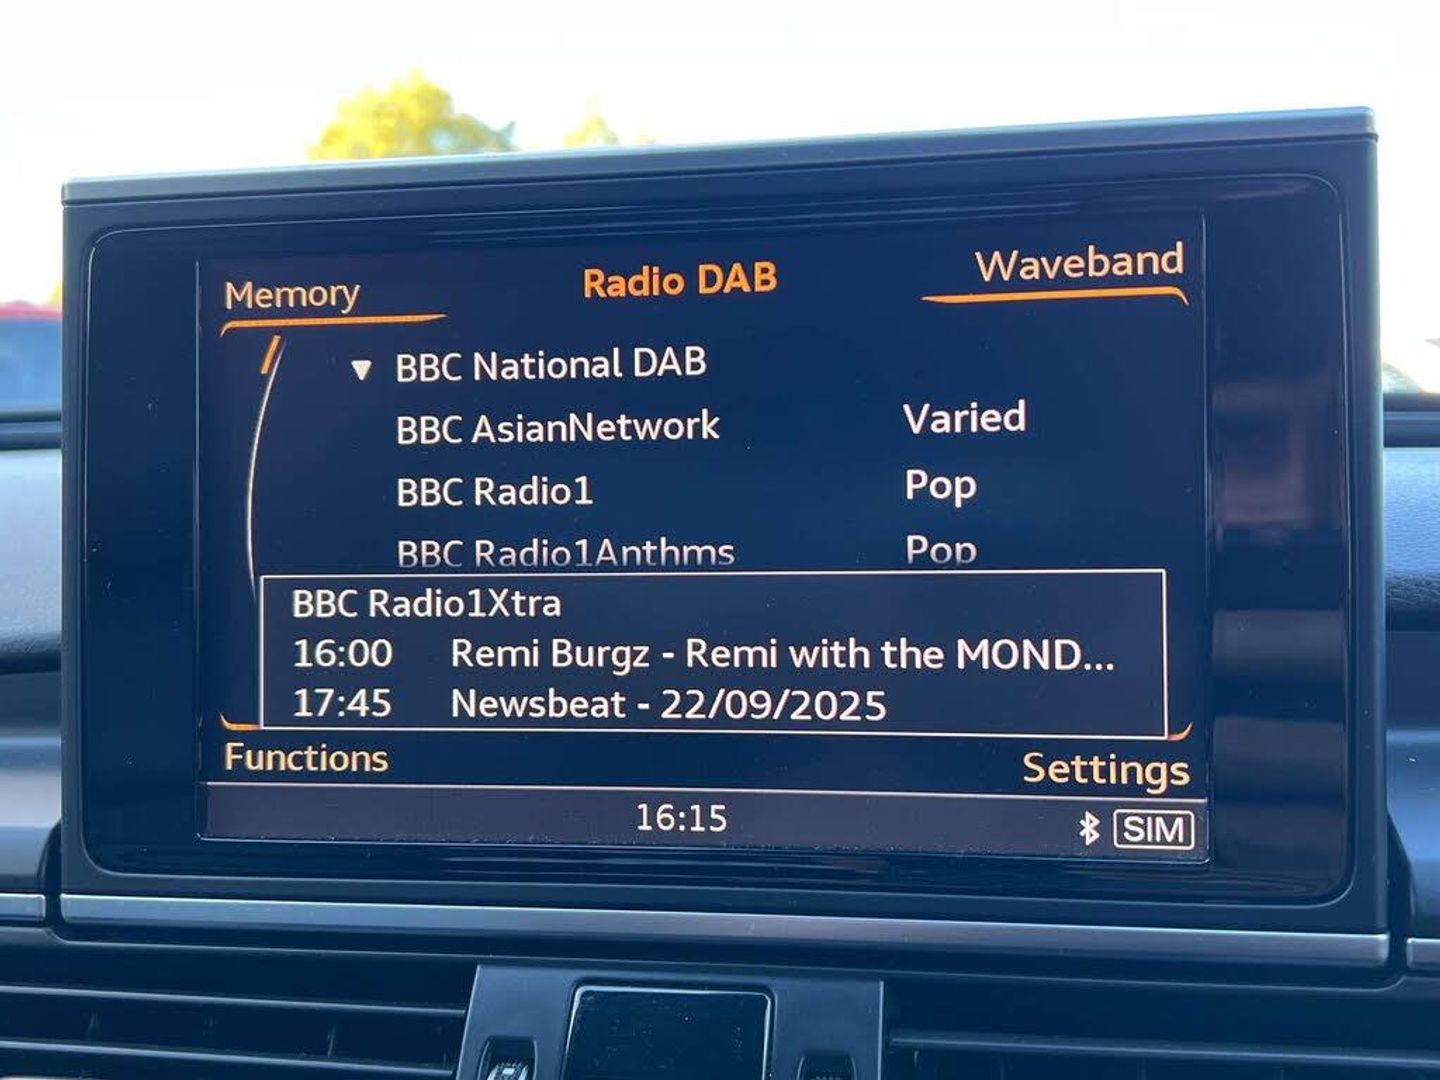 Memory
Radio DAB
Waveband
▼ BBC National DAB
BBC AsianNetwork Varied
BBC Radio1 Pop
BBC Radio1Anthms Pop
BBC Radio1Xtra
16:00 Remi Burgz - Remi with the MOND...
17:45 Newsbeat - 22/09/2025
Functions
Settings
16:15
SIM